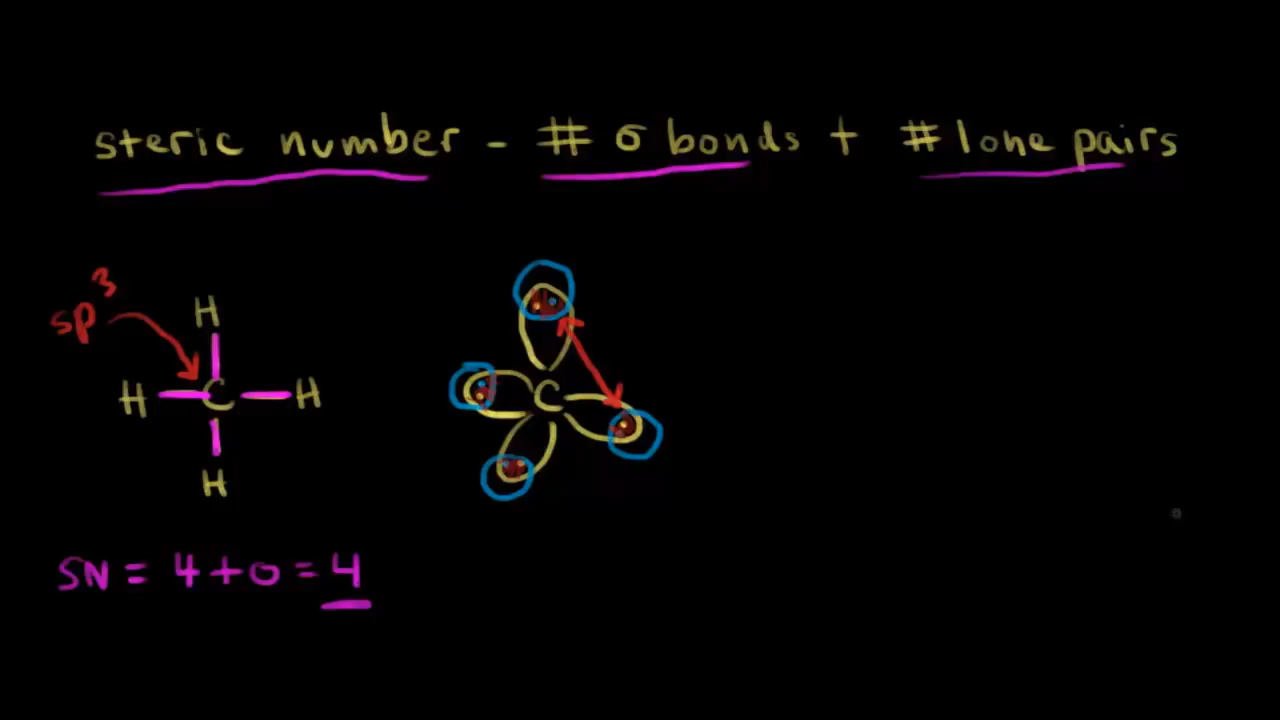 steric number - # σ bonds + # lone pairs
sp³
H
H C H
H
C
SN = 4 + 0 = 4